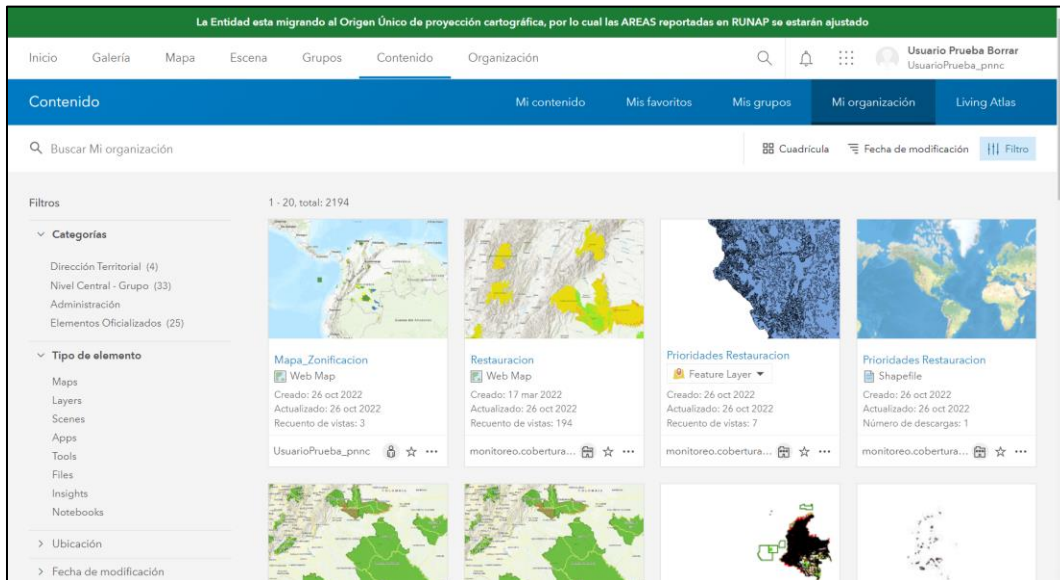 La Entidad esta migrando al Origen Único de proyección cartográfica, por lo cual las AREAS reportadas en RUNAP se estarán ajustado
Inicio Galería Mapa Escena Grupos Contenido Organización
Usuario Prueba Borrar
UsuarioPrueba_pnnc
Contenido Mi contenido Mis favoritos Mis grupos Mi organización Living Atlas
Buscar Mi organización Cuadrícula Fecha de modificación Filtro
Filtros
1 - 20, total: 2194
Categorías
Dirección Territorial (4)
Nivel Central - Grupo (33)
Administración
Elementos Oficializados (25)
Tipo de elemento
Maps
Layers
Scenes
Apps
Tools
Files
Insights
Notebooks
Ubicación
Fecha de modificación
Mapa_Zonificacion
Web Map
Creado: 26 oct 2022
Actualizado: 26 oct 2022
Recuento de vistas: 3
UsuarioPrueba_pnnc
Restauracion
Web Map
Creado: 17 mar 2022
Actualizado: 26 oct 2022
Recuento de vistas: 194
monitoreo.cobertura...
Prioridades Restauracion
Feature Layer
Creado: 26 oct 2022
Actualizado: 26 oct 2022
Recuento de vistas: 7
monitoreo.cobertura...
Prioridades Restauracion
Shapefile
Creado: 26 oct 2022
Actualizado: 26 oct 2022
Número de descargas: 1
monitoreo.cobertura...